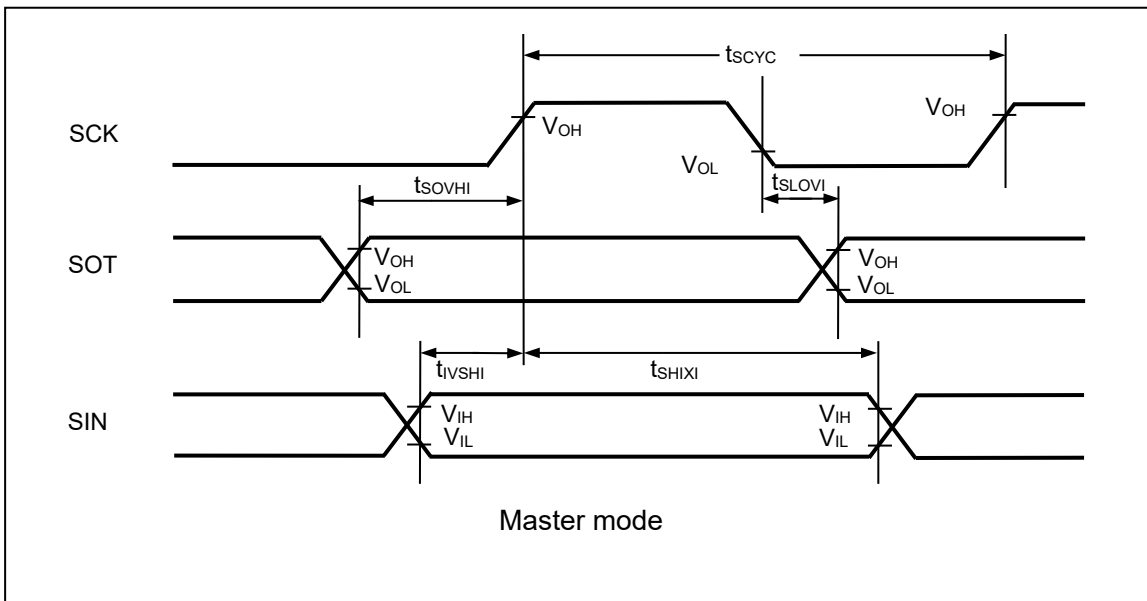 tSCYC
SCK
VOH
VOL
VOH
tSOVHI
tSLOVI
SOT
VOH
VOL
VOH
VOL
tIVSHI
tSHIXI
SIN
VIH
VIL
VIH
VIL
Master mode